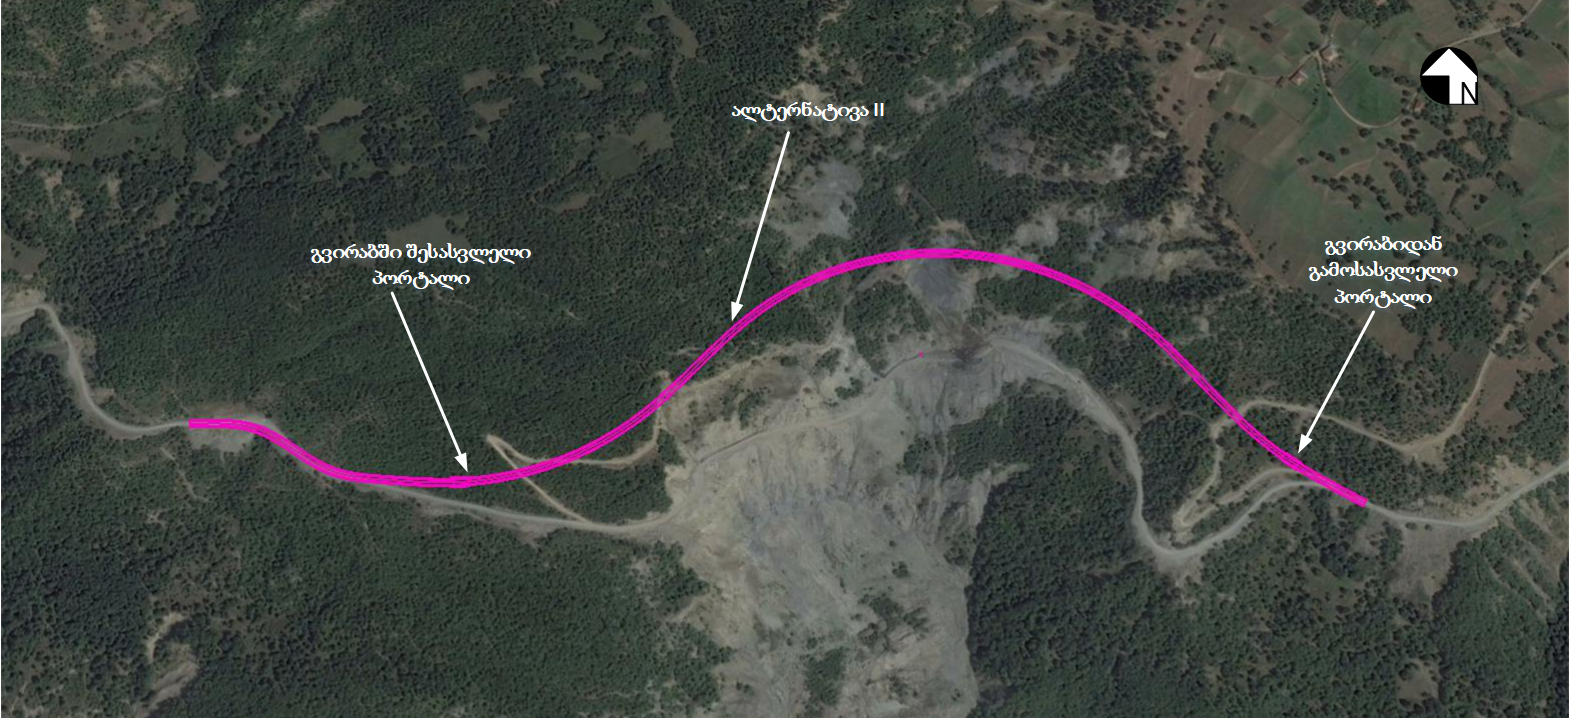 ალტერნატივა II
გვირაბში შესასვლელი
პორტალი
გვირაბიდან
გამოსასვლელი
პორტალი
N